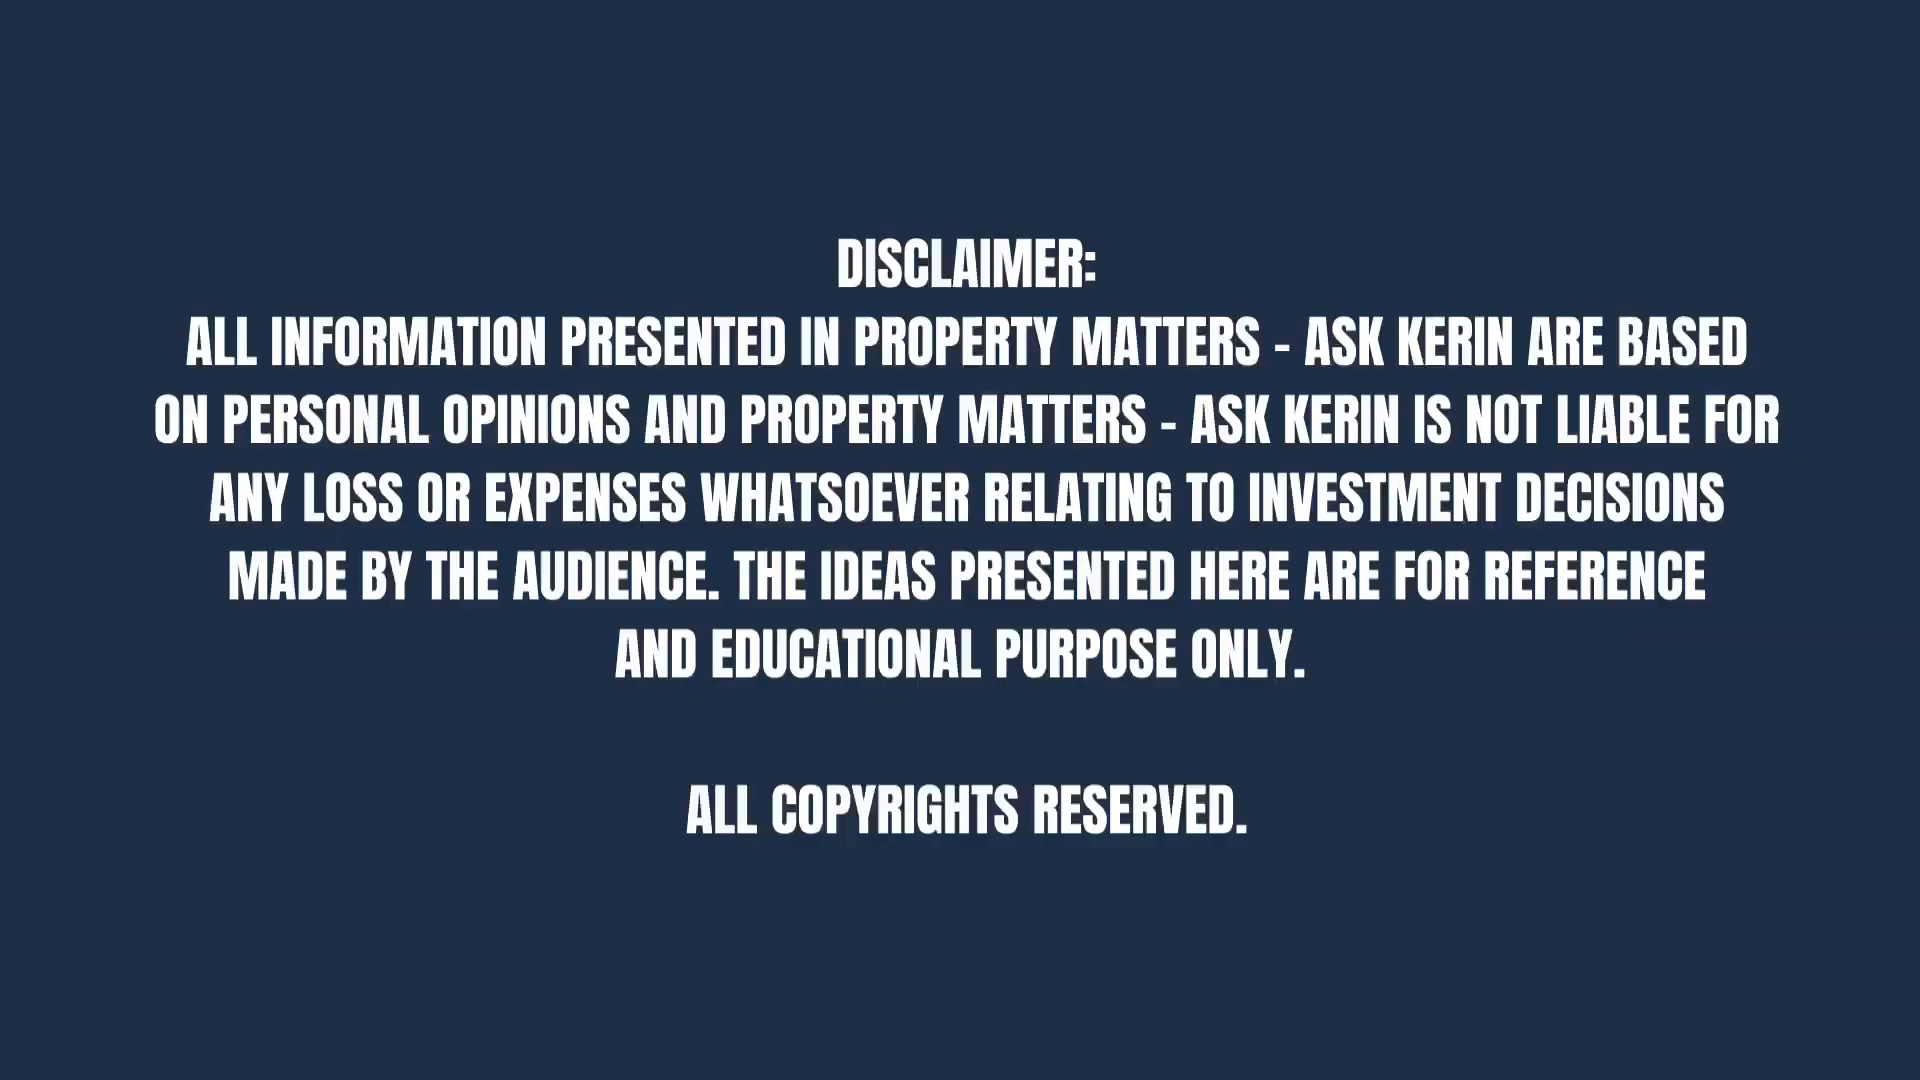 DISCLAIMER:
ALL INFORMATION PRESENTED IN PROPERTY MATTERS - ASK KERIN ARE BASED
ON PERSONAL OPINIONS AND PROPERTY MATTERS - ASK KERIN IS NOT LIABLE FOR
ANY LOSS OR EXPENSES WHATSOEVER RELATING TO INVESTMENT DECISIONS
MADE BY THE AUDIENCE. THE IDEAS PRESENTED HERE ARE FOR REFERENCE
AND EDUCATIONAL PURPOSE ONLY.
ALL COPYRIGHTS RESERVED.